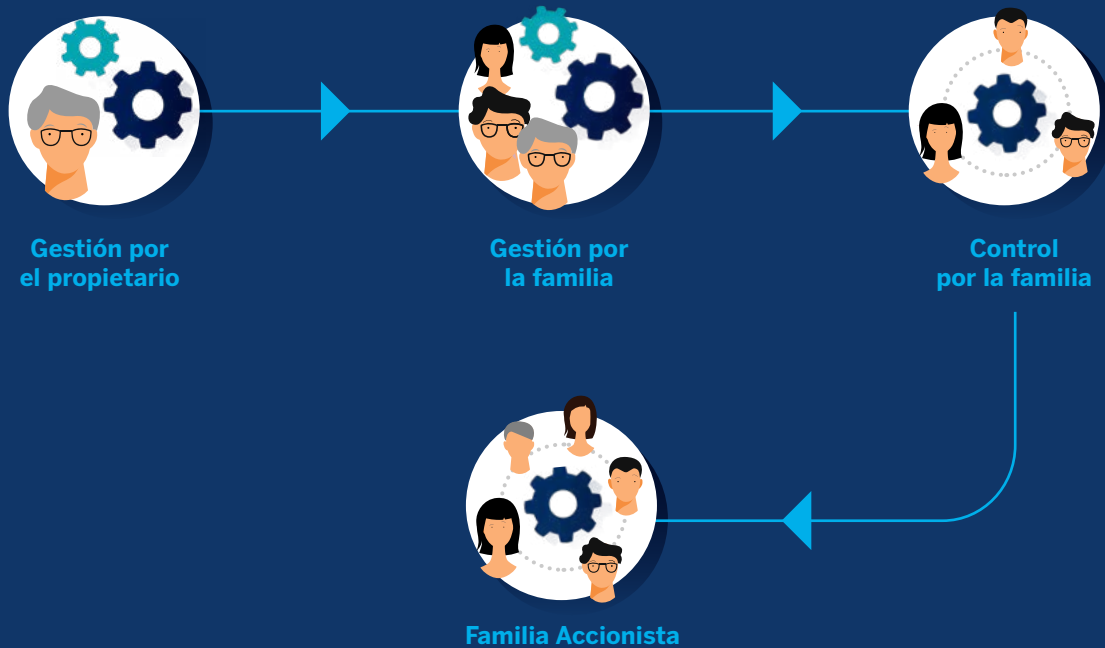 Gestión por
el propietario
Gestión por
la familia
Control
por la familia
Familia Accionista